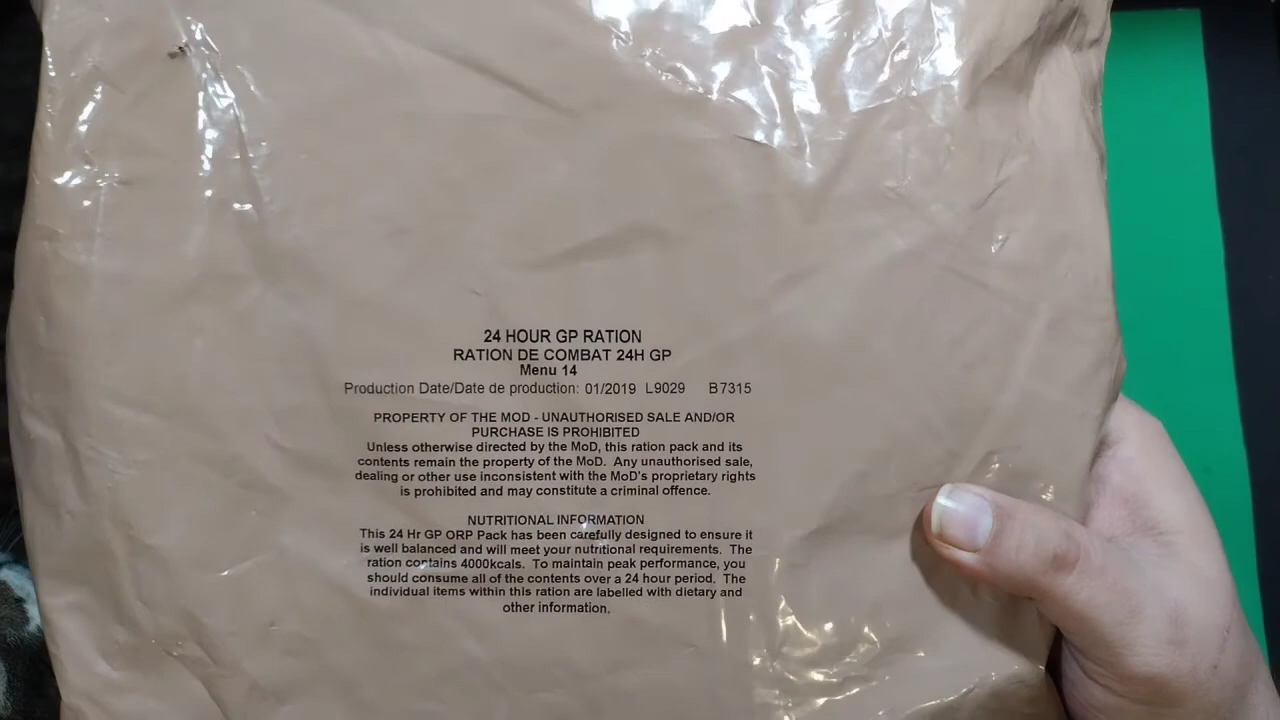 24 HOUR GP RATION
RATION DE COMBAT 24H GP
Menu 14
Production Date/Date de production: 01/2019 L9029 B7315
PROPERTY OF THE MOD - UNAUTHORISED SALE AND/OR
PURCHASE IS PROHIBITED
Unless otherwise directed by the MoD, this ration pack and its
contents remain the property of the MoD. Any unauthorised sale,
dealing or other use inconsistent with the MoD's proprietary rights
is prohibited and may constitute a criminal offence.
NUTRITIONAL INFORMATION
This 24 Hr GP ORP Pack has been carefully designed to ensure it
is well balanced and will meet your nutritional requirements. The
ration contains 4000kcals. To maintain peak performance, you
should consume all of the contents over a 24 hour period. The
individual items within this ration are labelled with dietary and
other information.